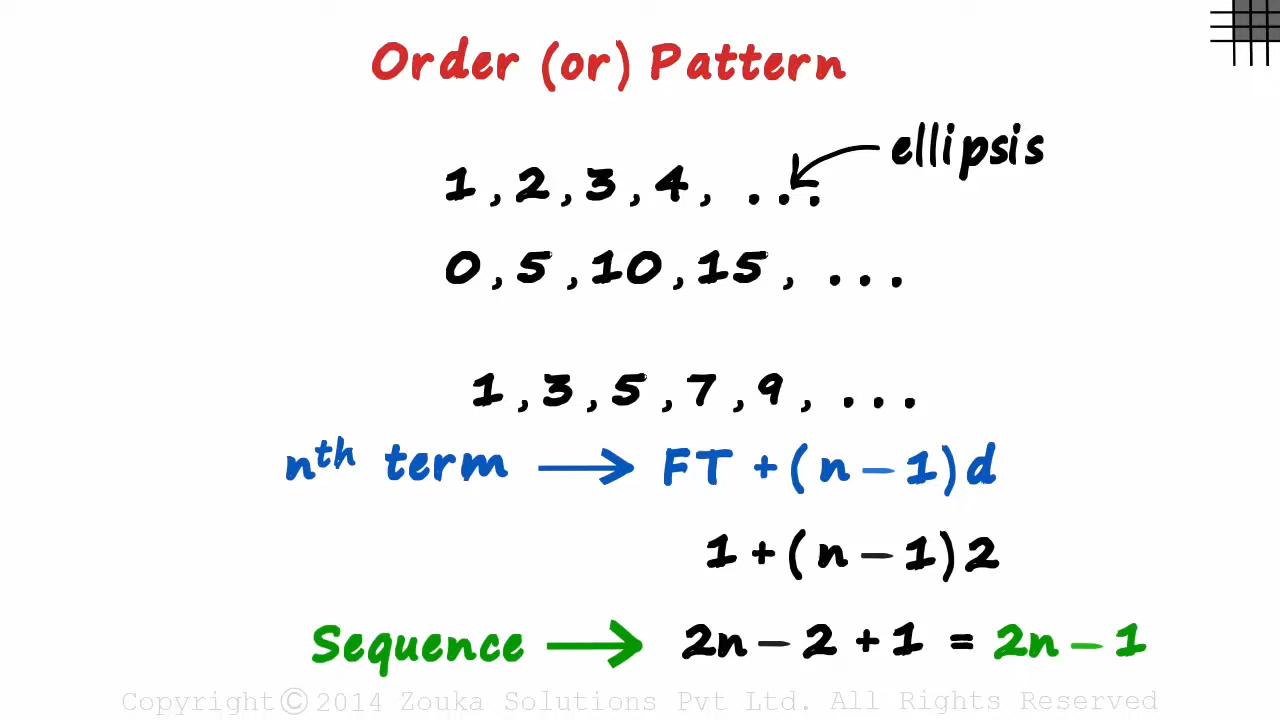 Order (or) Pattern
ellipsis
1, 2, 3, 4, ...
0, 5, 10, 15, ...
1, 3, 5, 7, 9, ...
nth term → FT + (n − 1)d
1 + (n − 1)2
Sequence → 2n − 2 + 1 = 2n − 1
Copyright© 2014 Zouka Solutions Pvt Ltd. All Rights Reserved